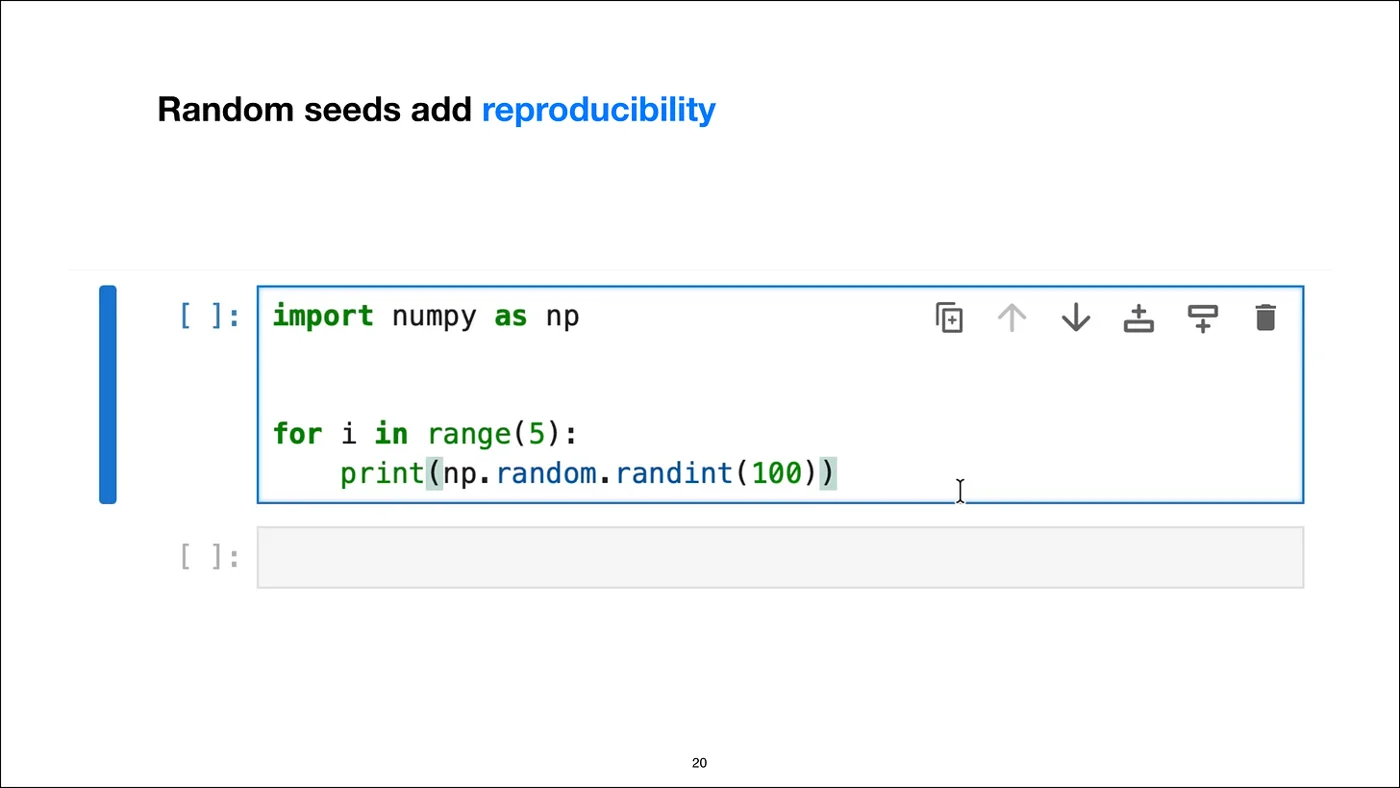 Random seeds add reproducibility
[ ]: import numpy as np
for i in range(5):
    print(np.random.randint(100))
[ ]:
20